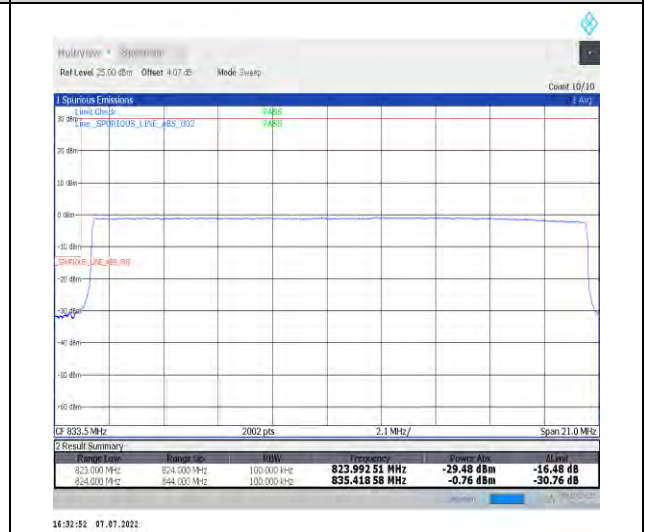 MultiView Spectrum
Ref Level 25.00 dBm Offset 4.07 dB Mode Sweep
Count 10/10
1 Spurious Emissions 1 Avg
Limit Check PASS
30 dBm
Line _SPURIOUS_LINE_ABS_002 PASS
20 dBm
10 dBm
0 dBm
-10 dBm
_SPURIOUS_LINE_ABS_002
-20 dBm
-30 dBm
-40 dBm
-50 dBm
-60 dBm
CF 833.5 MHz 2002 pts 2.1 MHz/ Span 21.0 MHz
2 Result Summary
Range Low Range Up RBW Frequency Power Abs ΔLimit
823.000 MHz 824.000 MHz 100.000 kHz 823.992 51 MHz -29.48 dBm -16.48 dB
824.000 MHz 844.000 MHz 100.000 kHz 835.418 58 MHz -0.76 dBm -30.76 dB
16:32:52 07.07.2022